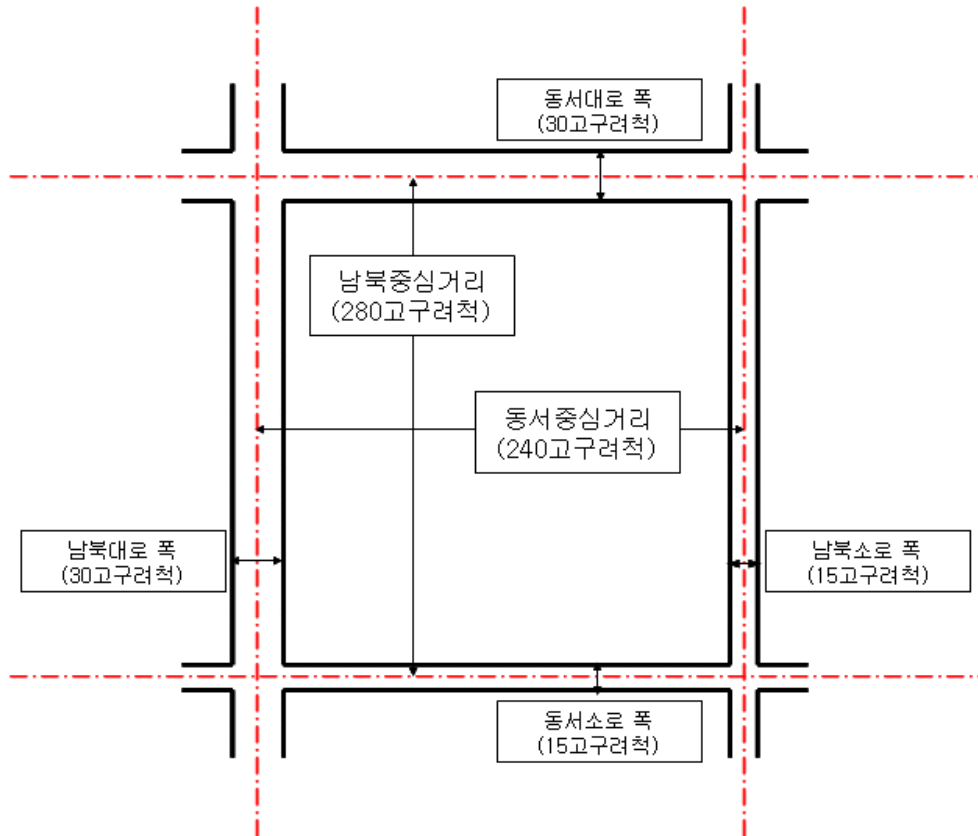 동서대로 폭
(30고구려척)
남북중심거리
(280고구려척)
동서중심거리
(240고구려척)
남북대로 폭
(30고구려척)
남북소로 폭
(15고구려척)
동서소로 폭
(15고구려척)